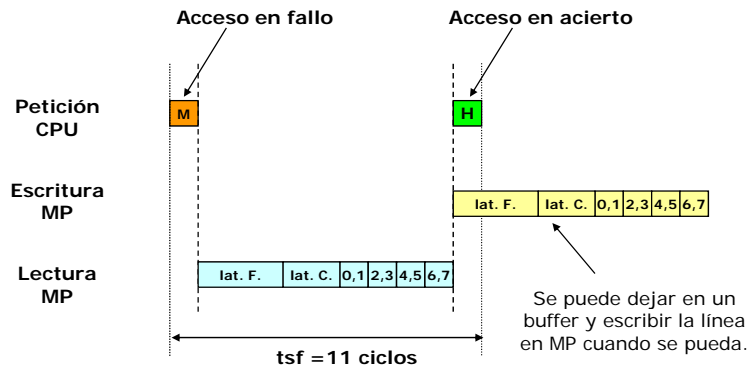 Acceso en fallo
Acceso en acierto
Petición
CPU
M
H
Escritura
MP
lat. F.
lat. C.
0,1
2,3
4,5
6,7
Lectura
MP
lat. F.
lat. C.
0,1
2,3
4,5
6,7
Se puede dejar en un
buffer y escribir la línea
en MP cuando se pueda.
tsf =11 ciclos